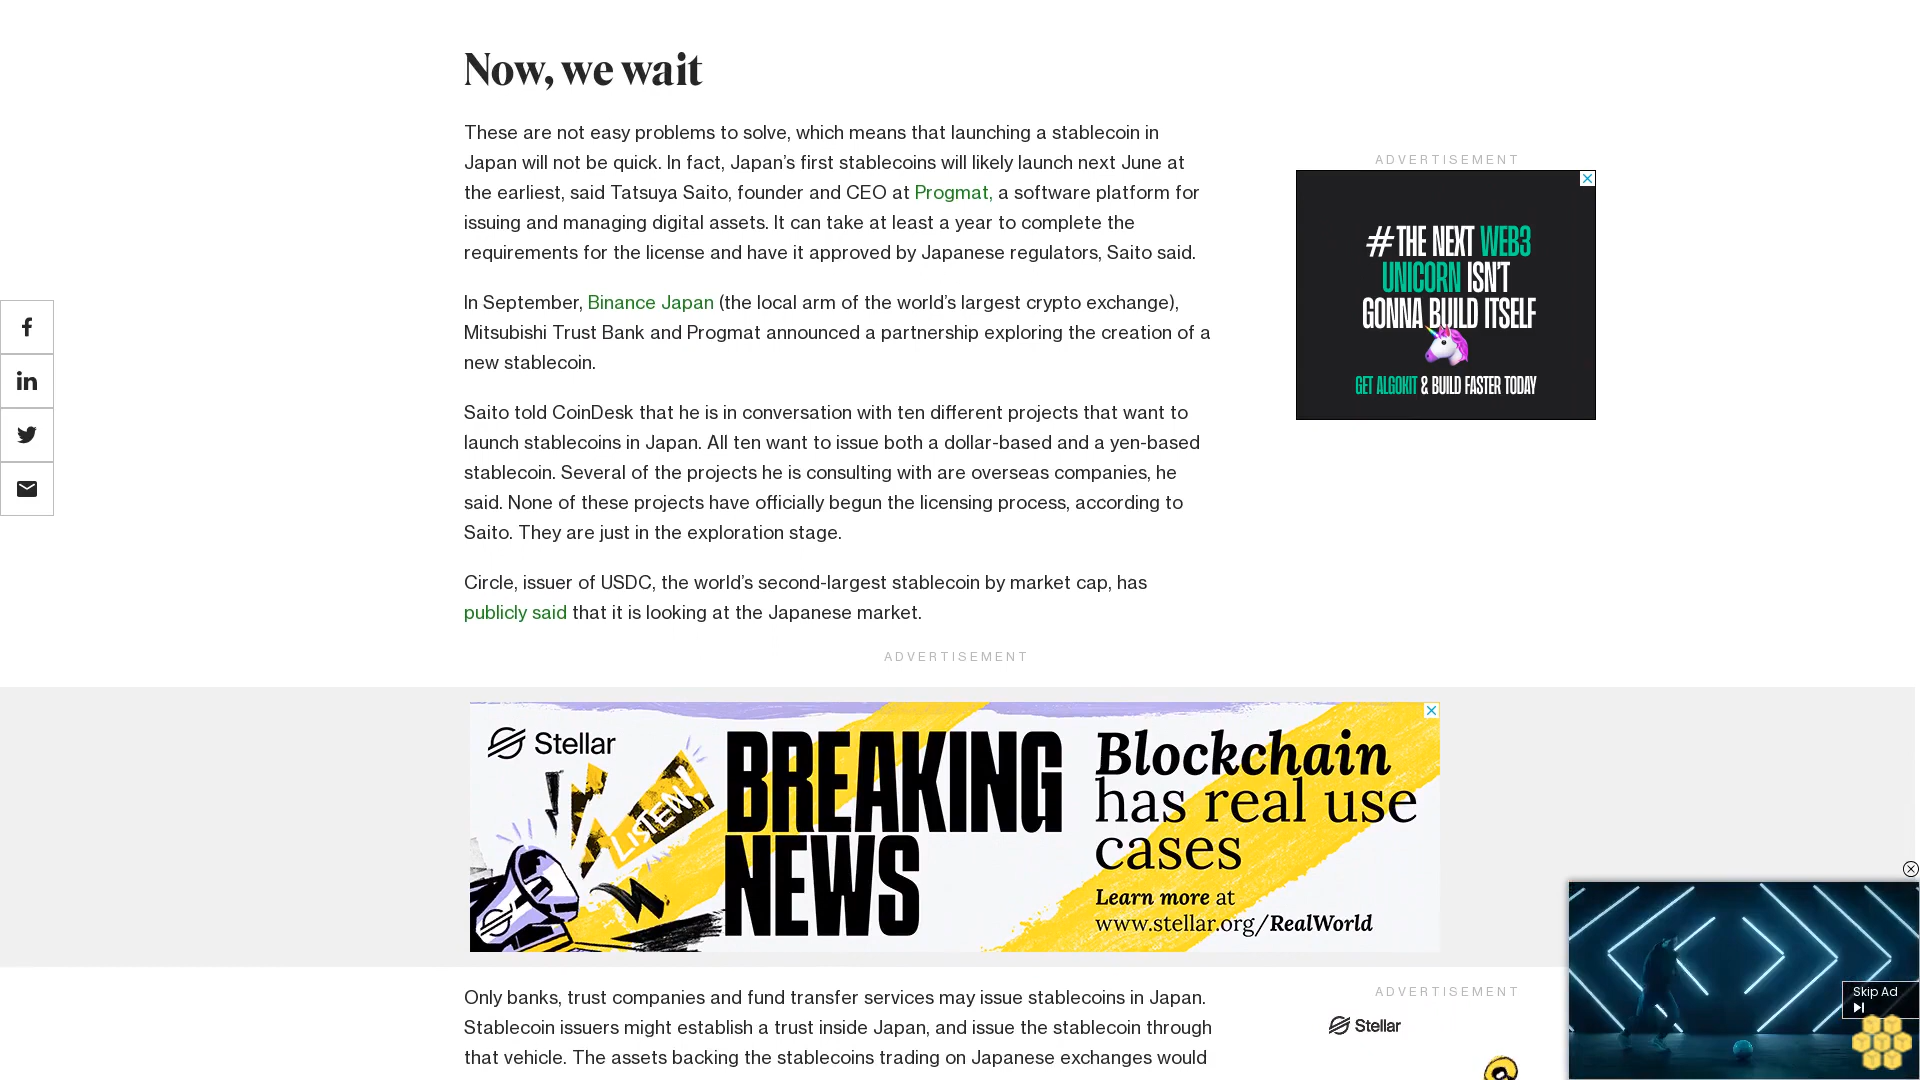 Now, we wait
These are not easy problems to solve, which means that launching a stablecoin in
Japan will not be quick. In fact, Japan’s first stablecoins will likely launch next June at
the earliest, said Tatsuya Saito, founder and CEO at Progmat, a software platform for
issuing and managing digital assets. It can take at least a year to complete the
requirements for the license and have it approved by Japanese regulators, Saito said.
In September, Binance Japan (the local arm of the world’s largest crypto exchange),
Mitsubishi Trust Bank and Progmat announced a partnership exploring the creation of a
new stablecoin.
Saito told CoinDesk that he is in conversation with ten different projects that want to
launch stablecoins in Japan. All ten want to issue both a dollar-based and a yen-based
stablecoin. Several of the projects he is consulting with are overseas companies, he
said. None of these projects have officially begun the licensing process, according to
Saito. They are just in the exploration stage.
Circle, issuer of USDC, the world’s second-largest stablecoin by market cap, has
publicly said that it is looking at the Japanese market.
ADVERTISEMENT
#THE NEXT WEB3
UNICORN ISN'T
GONNA BUILD ITSELF
GET ALGOKIT & BUILD FASTER TODAY
ADVERTISEMENT
Stellar
LISTEN!
BREAKING
NEWS
Blockchain
has real use
cases
Learn more at
www.stellar.org/RealWorld
Only banks, trust companies and fund transfer services may issue stablecoins in Japan.
Stablecoin issuers might establish a trust inside Japan, and issue the stablecoin through
that vehicle. The assets backing the stablecoins trading on Japanese exchanges would
ADVERTISEMENT
Stellar
Skip Ad